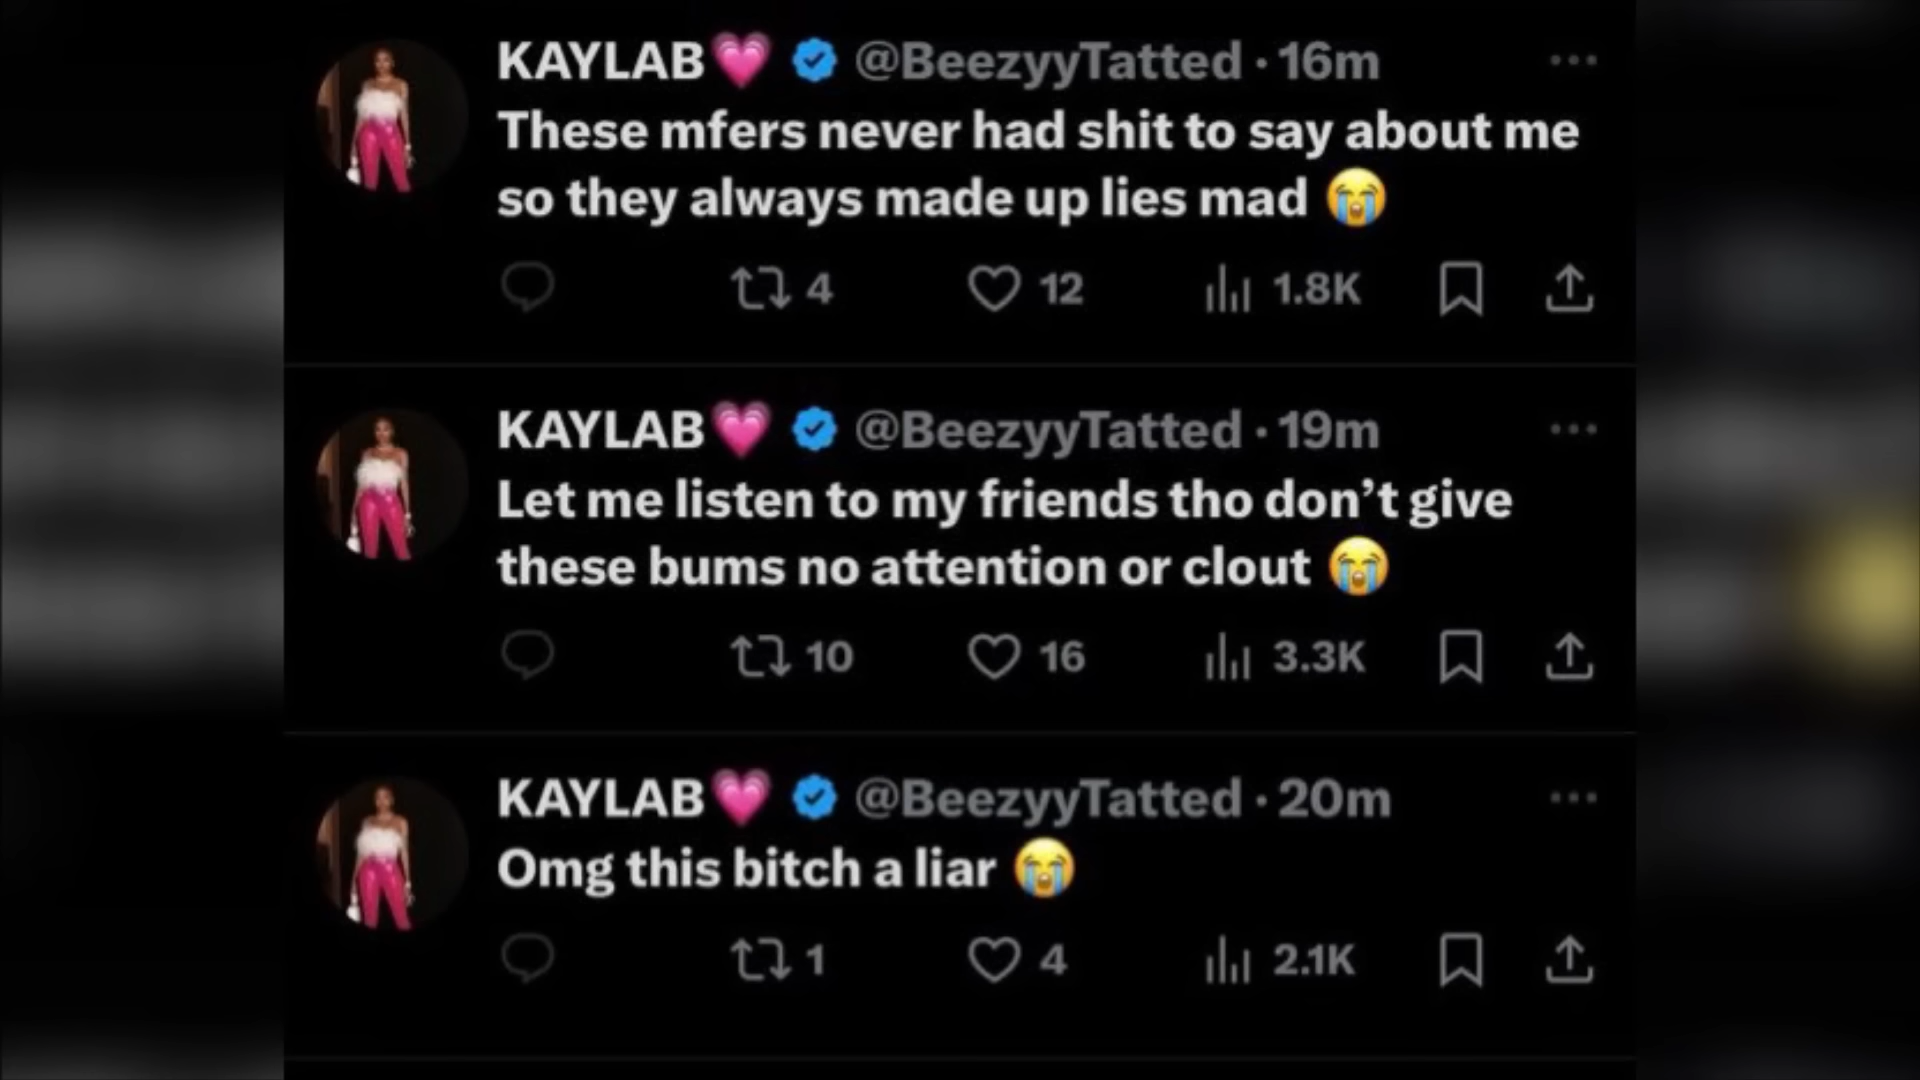 KAYLAB💗 @BeezyyTatted · 16m
These mfers never had shit to say about me
so they always made up lies mad 😭
4 12 1.8K
KAYLAB💗 @BeezyyTatted · 19m
Let me listen to my friends tho don’t give
these bums no attention or clout 😭
10 16 3.3K
KAYLAB💗 @BeezyyTatted · 20m
Omg this bitch a liar 😭
1 4 2.1K